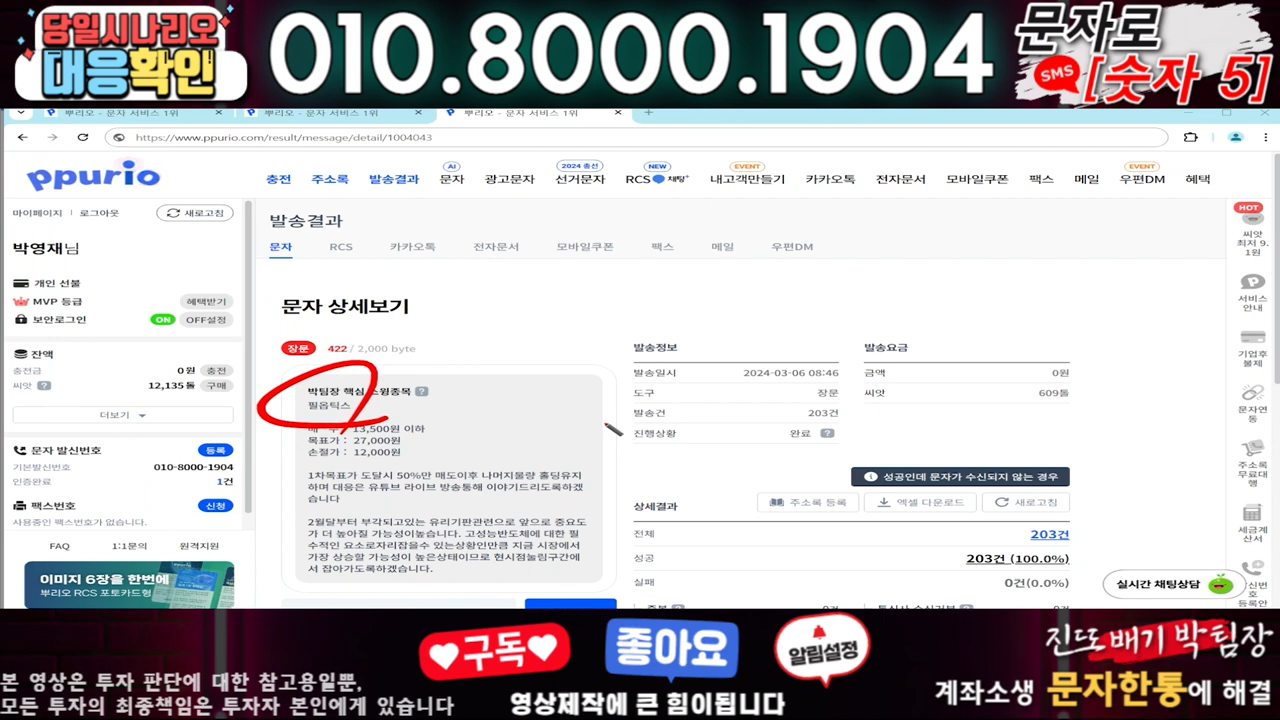 당일시나리오
대응확인
010.8000.1904
문자로
SMS
[숫자 5]
뿌리오 - 문자 서비스 1위
뿌리오 - 문자 서비스 1위
뿌리오 - 문자 서비스 1위
https://www.ppurio.com/result/message/detail/1004043
ppurio
충전
주소록
발송결과
AI
문자
광고문자
2024 총선
선거문자
NEW
RCS 채팅+
EVENT
내고객만들기
카카오톡
전자문서
모바일쿠폰
팩스
메일
EVENT
우편DM
혜택
마이페이지 | 로그아웃
새로고침
박영재님
개인 선불
MVP 등급
혜택받기
보안로그인
ON
OFF설정
잔액
충전금
0원
충전
씨앗 ?
12,135톨
구매
더보기
문자 발신번호
등록
기본발신번호
010-8000-1904
인증완료
1건
팩스번호
신청
사용중인 팩스번호가 없습니다.
FAQ
1:1문의
원격지원
이미지 6장을 한번에
뿌리오 RCS 포토카드형
발송결과
문자
RCS
카카오톡
전자문서
모바일쿠폰
팩스
메일
우편DM
문자 상세보기
장문
422 / 2,000 byte
박팀장 핵심 스윙종목 ?
필옵틱스
13,500원 이하
목표가 : 27,000원
손절가 : 12,000원
1차목표가 도달시 50%만 매도이후 나머지물량 홀딩유지
하며 대응은 유튜브 라이브 방송통해 이야기드리도록하겠
습니다
2월달부터 부각되고있는 유리기판관련으로 앞으로 중요도
가 더 높아질 가능성이높습니다. 고성능반도체에 대한 필
수적인 요소로자리잡을수 있는상황인만큼 지금 시장에서
가장 상승할 가능성이 높은상태이므로 현시점눌림구간에
서 잡아가도록하겠습니다.
발송정보
발송일시
2024-03-06 08:46
도구
장문
발송건
203건
진행상황
완료 ?
발송요금
금액
0원
씨앗
609톨
성공인데 문자가 수신되지 않는 경우
상세결과
주소록 등록
엑셀 다운로드
새로고침
전체
203건
성공
203건 (100.0%)
실패
0건(0.0%)
실시간 채팅상담
HOT
씨앗
최저 9.
1원
서비스
안내
기업후
불제
문자연
동
주소록
무료대
행
세금계
산서
발신번
호
등록안
구독
좋아요
알림설정
영상제작에 큰 힘이됩니다
본 영상은 투자 판단에 대한 참고용일뿐,
모든 투자의 최종책임은 투자자 본인에게 있습니다
진또배기 박팀장
계좌소생 문자한통에 해결